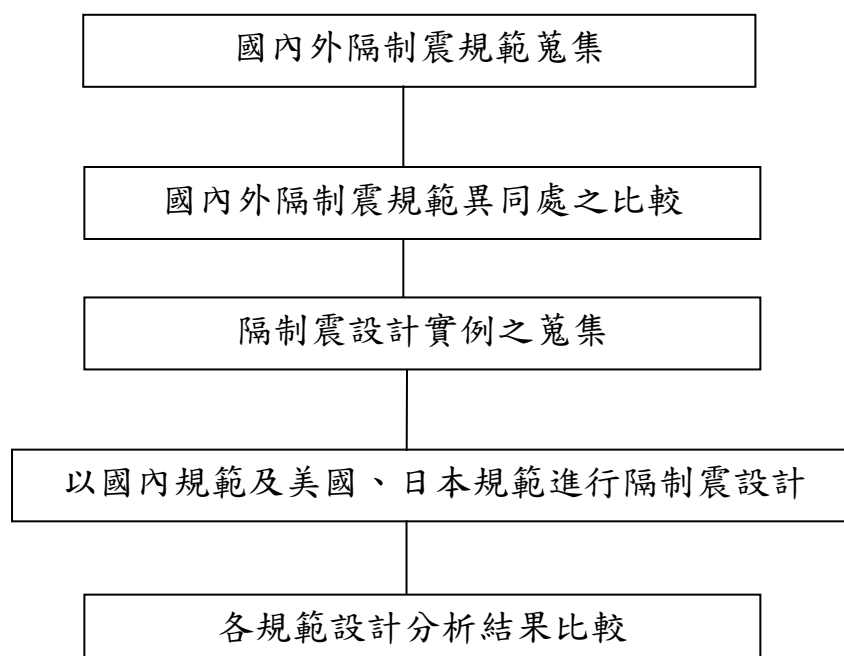 國內外隔制震規範蒐集
國內外隔制震規範異同處之比較
隔制震設計實例之蒐集
以國內規範及美國、日本規範進行隔制震設計
各規範設計分析結果比較